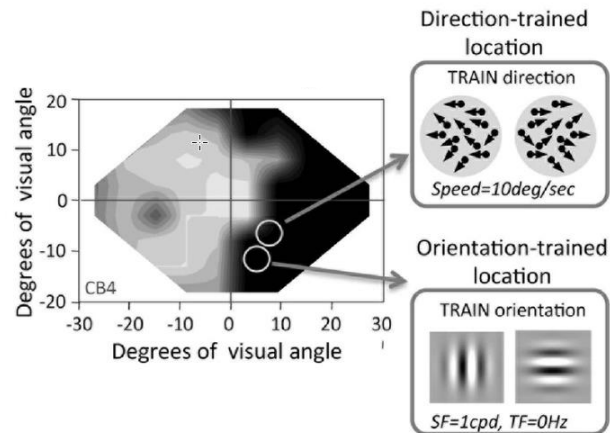 Direction-trained
location
TRAIN direction
Speed=10deg/sec
Degrees of visual angle
20
10
0
-10
-20
CB4
-30
-20
-10
0
10
20
30
Degrees of visual angle
Orientation-trained
location
TRAIN orientation
SF=1cpd, TF=0Hz